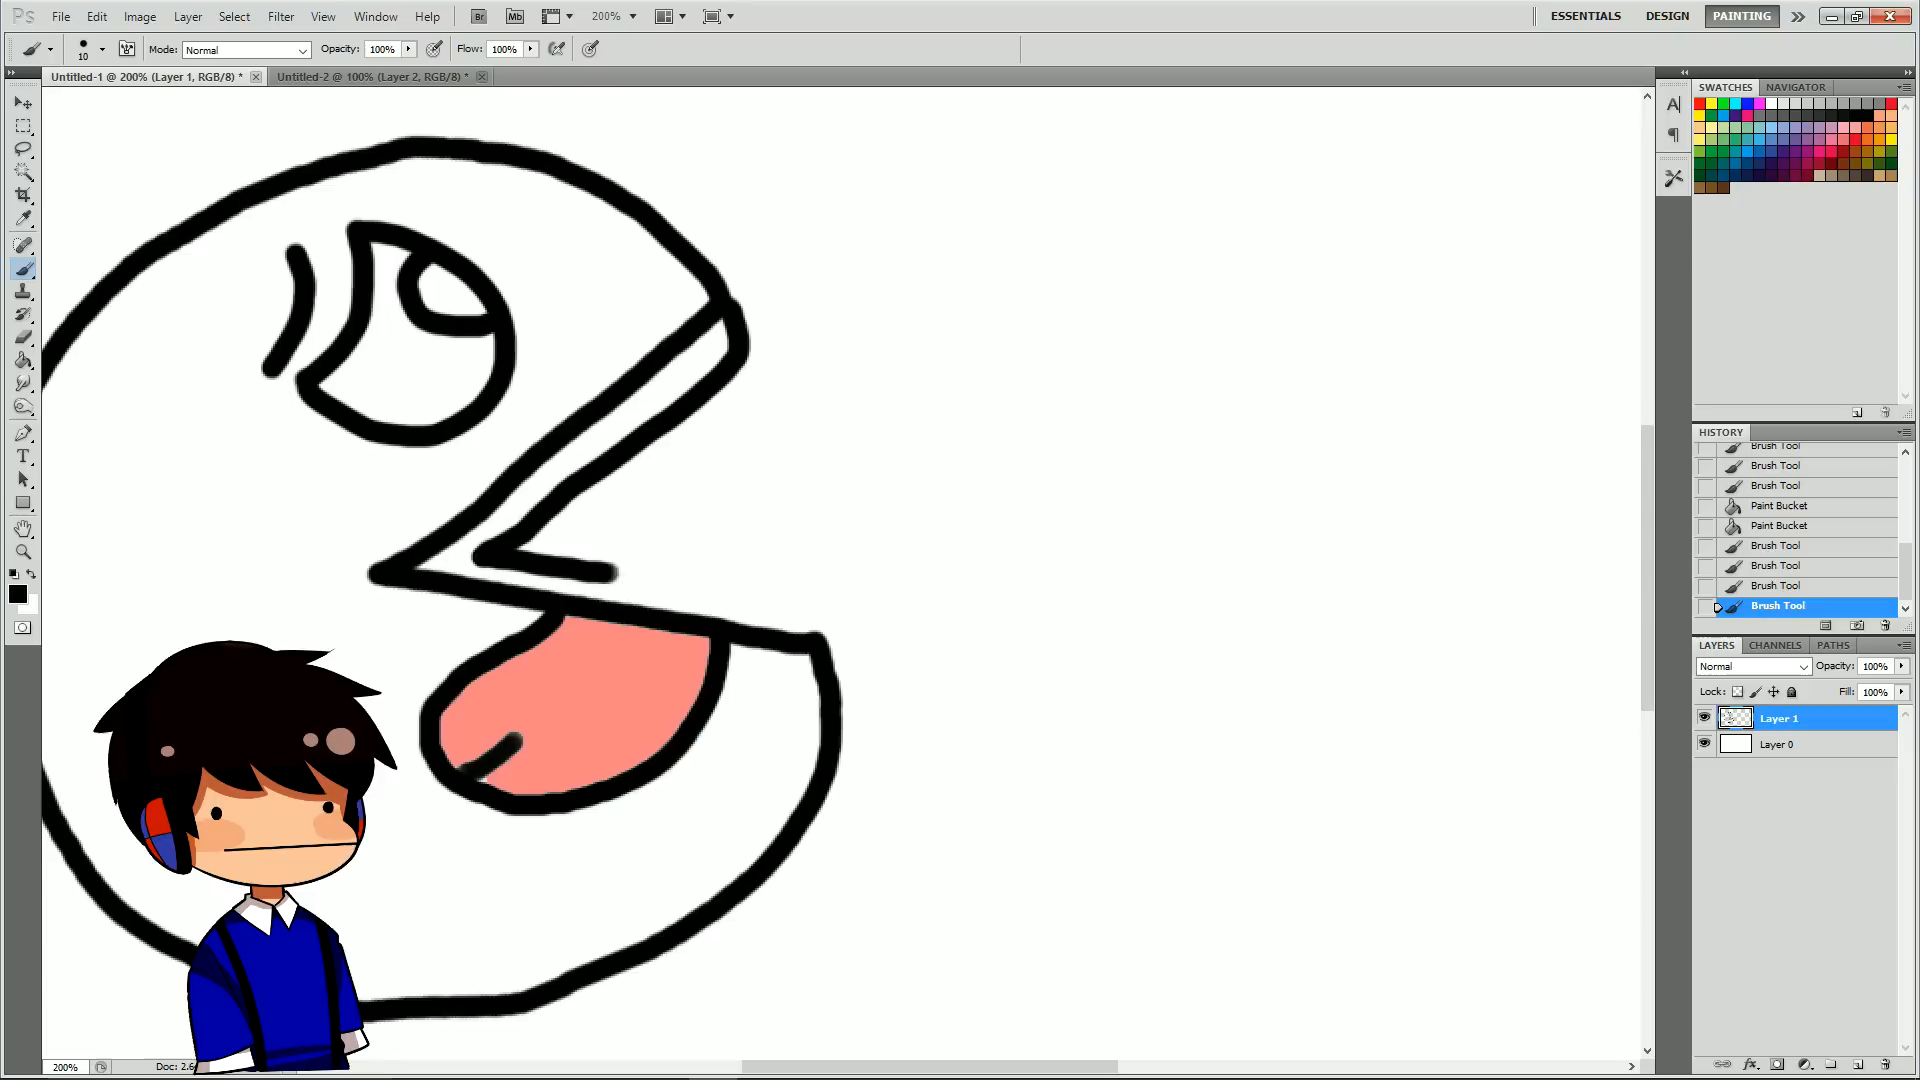 Ps File Edit Image Layer Select Filter View Window Help Br Mb 200% ESSENTIALS DESIGN PAINTING
10 Mode: Normal Opacity: 100% Flow: 100%
Untitled-1 @ 200% (Layer 1, RGB/8) * Untitled-2 @ 100% (Layer 2, RGB/8) *
SWATCHES NAVIGATOR
HISTORY
Brush Tool
Brush Tool
Brush Tool
Paint Bucket
Paint Bucket
Brush Tool
Brush Tool
Brush Tool
Brush Tool
LAYERS CHANNELS PATHS
Normal Opacity: 100%
Lock: Fill: 100%
Layer 1
Layer 0
200% Doc: 2.6